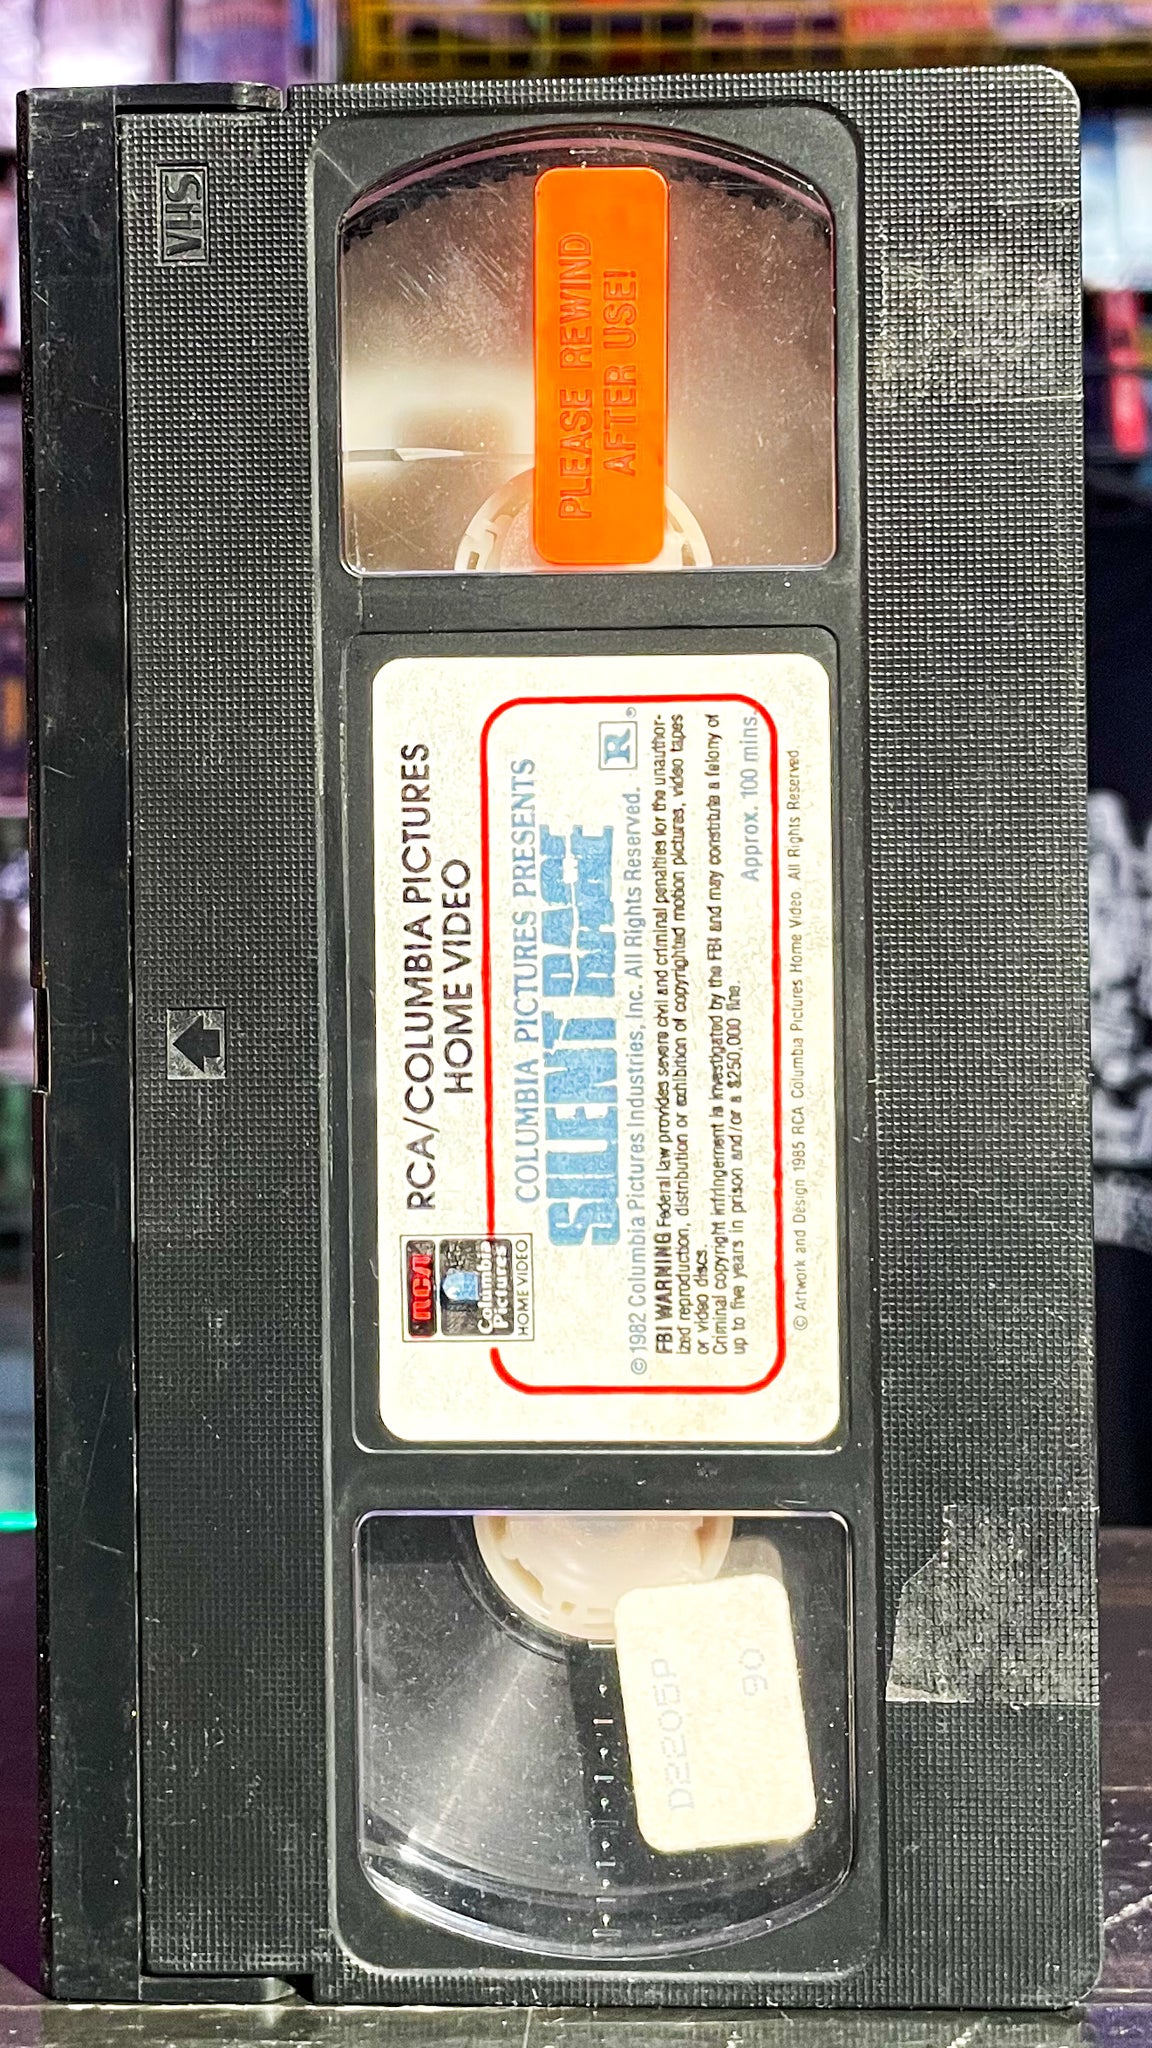 VHS
RCA/COLUMBIA PICTURES
HOME VIDEO
RCA
Columbia
Pictures
HOME VIDEO
COLUMBIA PICTURES PRESENTS
SILENT RAGE
R®
©1982 Columbia Pictures Industries, Inc. All Rights Reserved.
FBI WARNING Federal law provides severe civil and criminal penalties for the unauthor-
ized reproduction, distribution or exhibition of copyrighted motion pictures, video tapes
or video discs.
Criminal copyright infringement is investigated by the FBI and may constitute a felony of
up to five years in prison and/or a $250,000 fine.
Approx. 100 mins.
© Artwork and Design 1985 RCA Columbia Pictures Home Video. All Rights Reserved.
PLEASE REWIND
AFTER USE!
D2205P
90